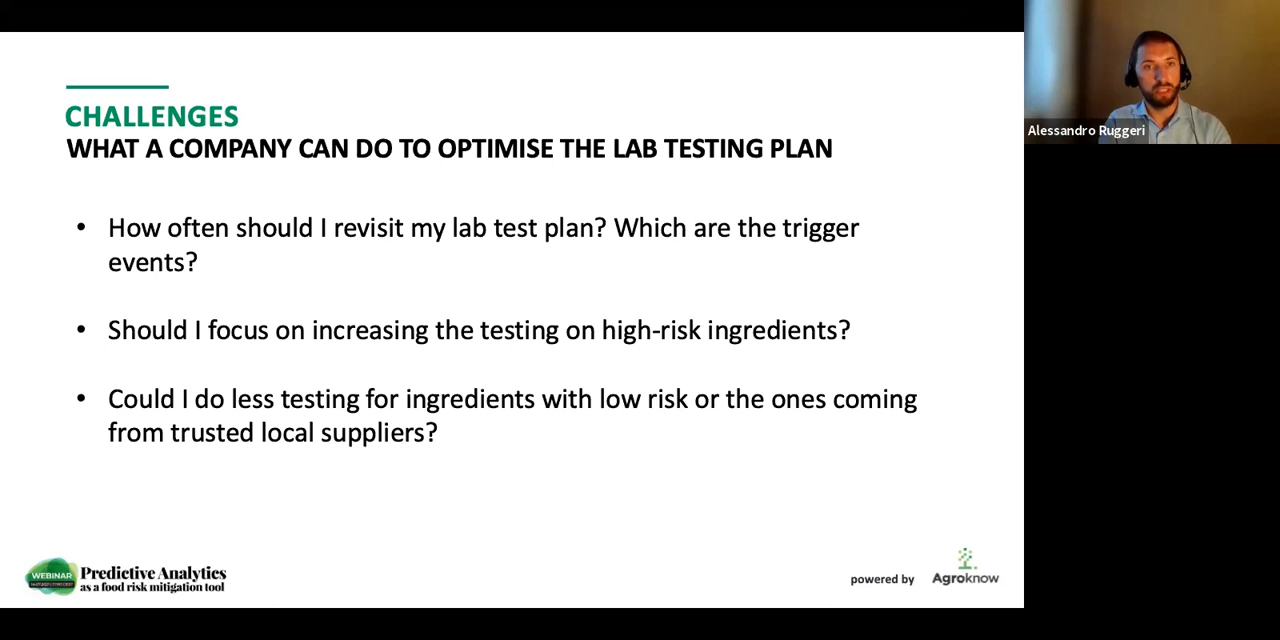 CHALLENGES
WHAT A COMPANY CAN DO TO OPTIMISE THE LAB TESTING PLAN
• How often should I revisit my lab test plan? Which are the trigger
events?
• Should I focus on increasing the testing on high-risk ingredients?
• Could I do less testing for ingredients with low risk or the ones coming
from trusted local suppliers?
WEBINAR
Predictive Analytics
as a food risk mitigation tool
powered by
Agroknow
Alessandro Ruggeri